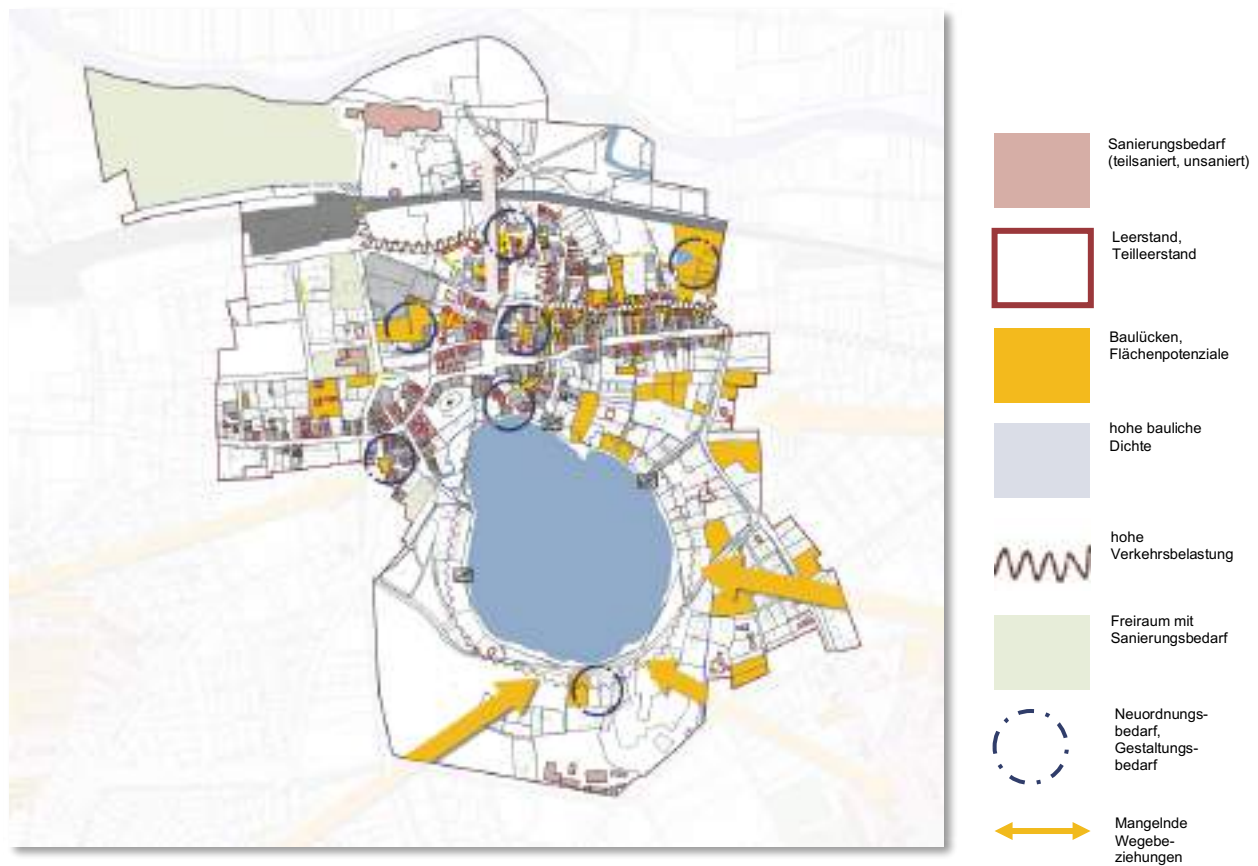 Sanierungsbedarf
(teilsaniert, unsaniert)
Leerstand,
Teilleerstand
Baulücken,
Flächenpotenziale
hohe bauliche
Dichte
hohe
Verkehrsbelastung
Freiraum mit
Sanierungsbedarf
Neuordnungs-
bedarf,
Gestaltungs-
bedarf
Mangelnde
Wegebe-
ziehungen